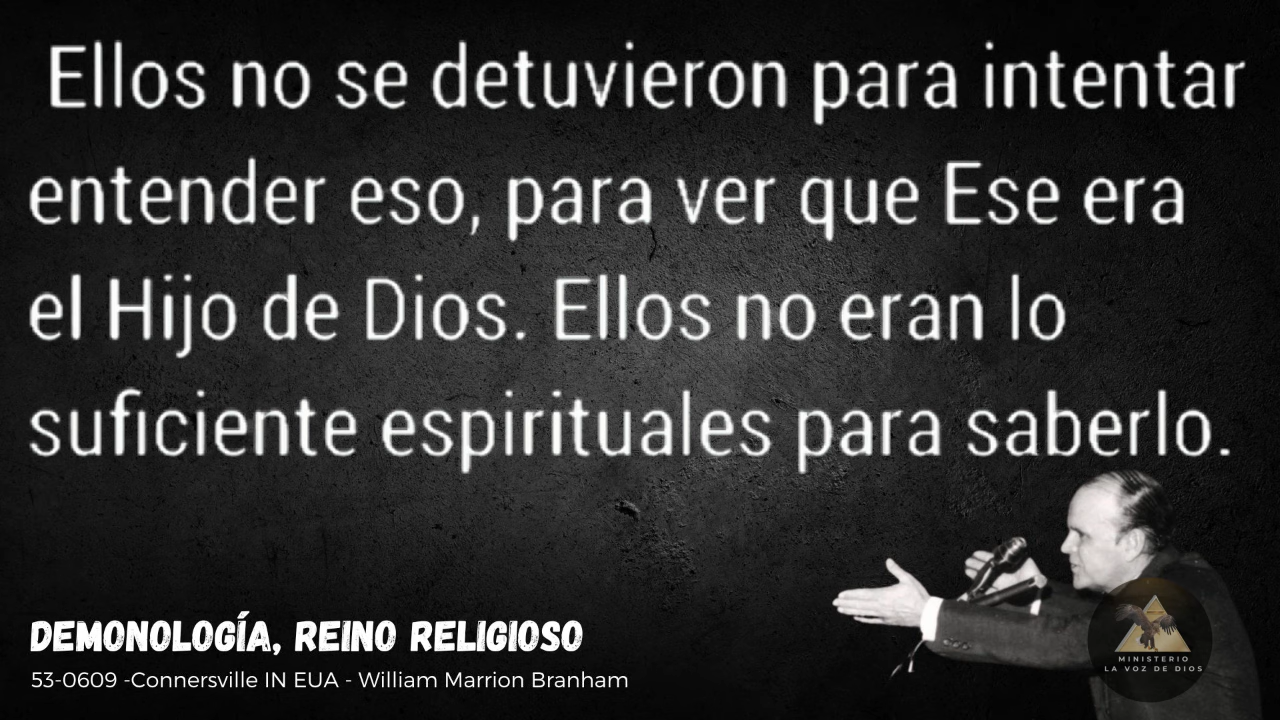 Ellos no se detuvieron para intentar
entender eso, para ver que Ese era
el Hijo de Dios. Ellos no eran lo
suficiente espirituales para saberlo.
DEMONOLOGÍA, REINO RELIGIOSO
53-0609 -Connersville IN EUA - William Marrion Branham
MINISTERIO
LA VOZ DE DIOS